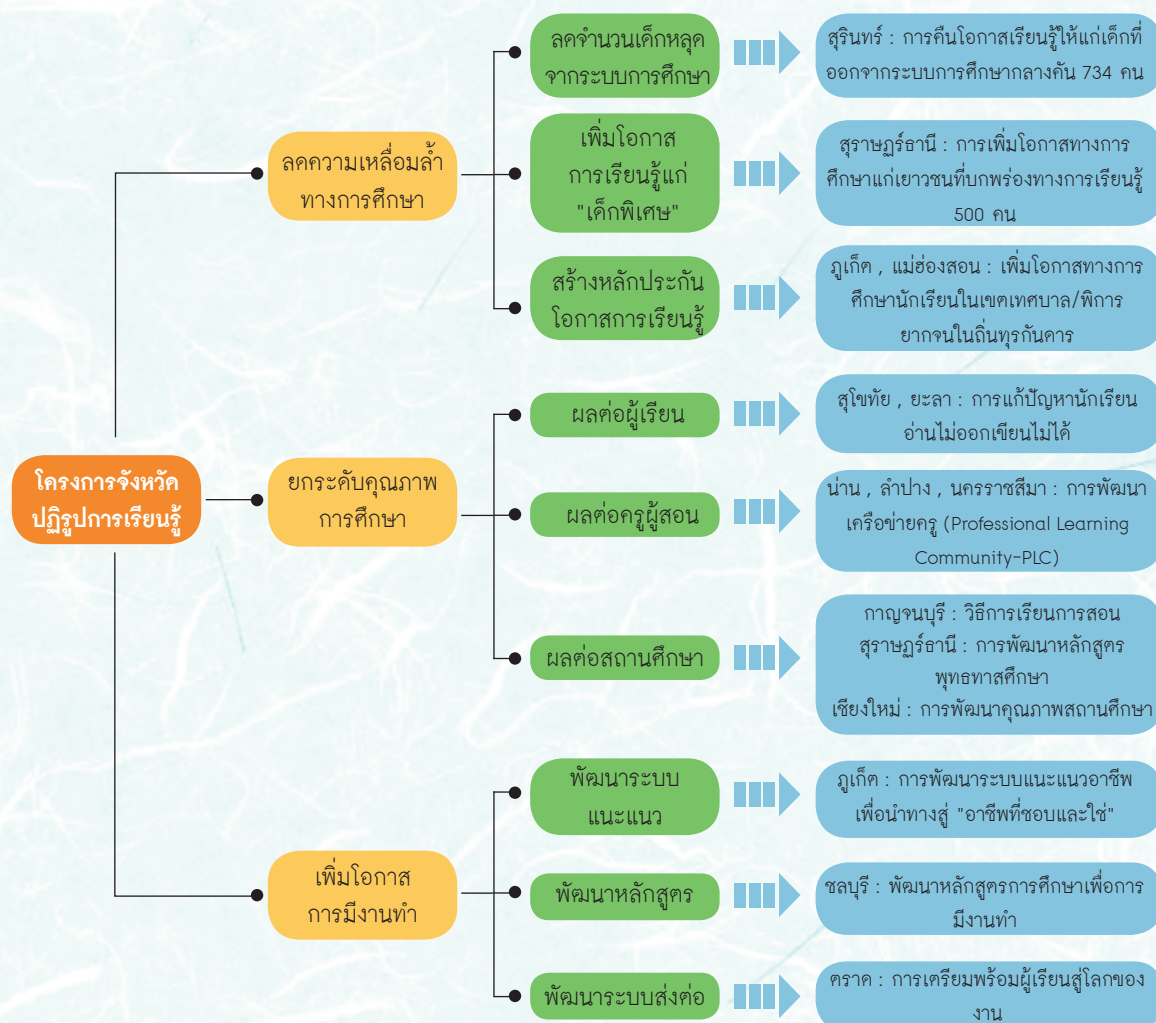 โครงการจังหวัด
ปฏิรูปการเรียนรู้
ลดความเหลื่อมล้ำ
ทางการศึกษา
ลดจำนวนเด็กหลุด
จากระบบการศึกษา
สุรินทร์ : การคืนโอกาสเรียนรู้ให้แก่เด็กที่
ออกจากระบบการศึกษากลางคัน 734 คน
เพิ่มโอกาส
การเรียนรู้แก่
"เด็กพิเศษ"
สุราษฎร์ธานี : การเพิ่มโอกาสทางการ
ศึกษาแก่เยาวชนที่บกพร่องทางการเรียนรู้
500 คน
สร้างหลักประกัน
โอกาสการเรียนรู้
ภูเก็ต , แม่ฮ่องสอน : เพิ่มโอกาสทางการ
ศึกษานักเรียนในเขตเทศบาล/พิการ
ยากจนในถิ่นทุรกันดาร
ยกระดับคุณภาพ
การศึกษา
ผลต่อผู้เรียน
สุโขทัย , ยะลา : การแก้ปัญหานักเรียน
อ่านไม่ออกเขียนไม่ได้
ผลต่อครูผู้สอน
น่าน , ลำปาง , นครราชสีมา : การพัฒนา
เครือข่ายครู (Professional Learning
Community-PLC)
ผลต่อสถานศึกษา
กาญจนบุรี : วิธีการเรียนการสอน
สุราษฎร์ธานี : การพัฒนาหลักสูตร
พุทธทาสศึกษา
เชียงใหม่ : การพัฒนาคุณภาพสถานศึกษา
เพิ่มโอกาส
การมีงานทำ
พัฒนาระบบ
แนะแนว
ภูเก็ต : การพัฒนาระบบแนะแนวอาชีพ
เพื่อนำทางสู่ "อาชีพที่ชอบและใช่"
พัฒนาหลักสูตร
ชลบุรี : พัฒนาหลักสูตรการศึกษาเพื่อการ
มีงานทำ
พัฒนาระบบส่งต่อ
ตราด : การเตรียมพร้อมผู้เรียนสู่โลกของ
งาน